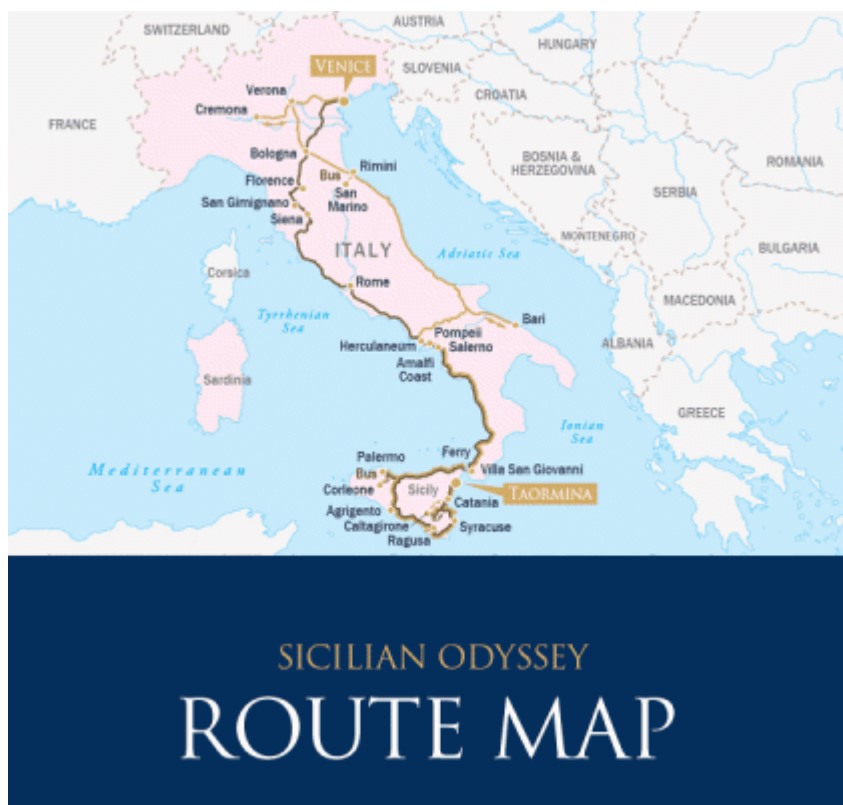 SWITZERLAND
AUSTRIA
HUNGARY
VENICE
SLOVENIA
CROATIA
Verona
Cremona
FRANCE
Bologna
Rimini
BOSNIA &
HERZEGOVINA
ROMANIA
Florence
Bus
San
Marino
San Gimignano
Siena
SERBIA
ITALY
MONTENEGRO
Adriatic Sea
BULGARIA
Corsica
Rome
MACEDONIA
Tyrrhenian
Sea
Bari
Pompeii
Herculaneum
Salerno
ALBANIA
Amalfi
Coast
Sardinia
GREECE
Ionian
Sea
Ferry
Palermo
Mediterranean
Sea
Bus
Villa San Giovanni
Corleone
Sicily
TAORMINA
Catania
Agrigento
Caltagirone
Syracuse
Ragusa
SICILIAN ODYSSEY
ROUTE MAP